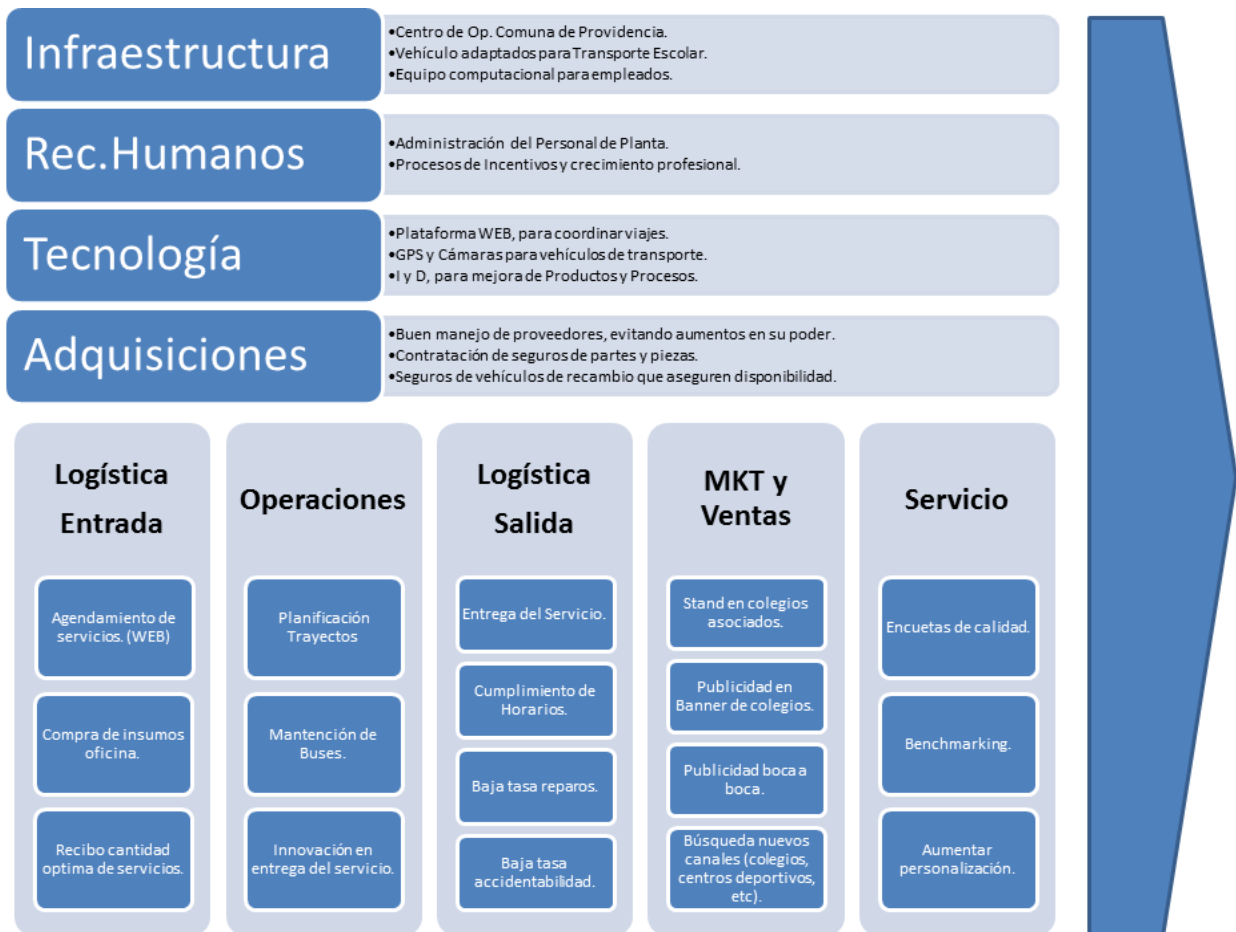 Infraestructura
•Centro de Op. Comuna de Providencia.
•Vehículo adaptados para Transporte Escolar.
•Equipo computacional para empleados.
Rec.Humanos
•Administración del Personal de Planta.
•Procesos de Incentivos y crecimiento profesional.
Tecnología
•Plataforma WEB, para coordinar viajes.
•GPS y Cámaras para vehículos de transporte.
•I y D, para mejora de Productos y Procesos.
Adquisiciones
•Buen manejo de proveedores, evitando aumentos en su poder.
•Contratación de seguros de partes y piezas.
•Seguros de vehículos de recambio que aseguren disponibilidad.
Logística
Entrada
Agendamiento de
servicios. (WEB)
Compra de insumos
oficina.
Recibo cantidad
optima de servicios.
Operaciones
Planificación
Trayectos
Mantención de
Buses.
Innovación en
entrega del servicio.
Logística
Salida
Entrega del Servicio.
Cumplimiento de
Horarios.
Baja tasa reparos.
Baja tasa
accidentabilidad.
MKT y
Ventas
Stand en colegios
asociados.
Publicidad en
Banner de colegios.
Publicidad boca a
boca.
Búsqueda nuevos
canales (colegios,
centros deportivos,
etc).
Servicio
Encuetas de calidad.
Benchmarking.
Aumentar
personalización.